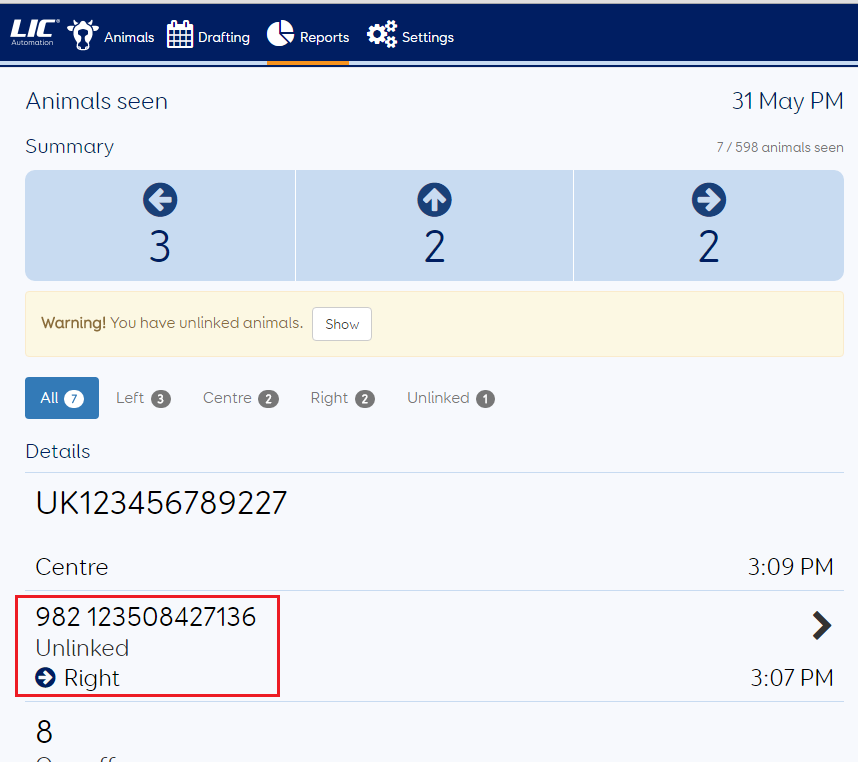 LIC® Automation Animals Drafting Reports Settings
Animals seen 31 May PM
Summary 7 / 598 animals seen
3 2 2
Warning! You have unlinked animals. Show
All 7 Left 3 Centre 2 Right 2 Unlinked 1
Details
UK123456789227
Centre 3:09 PM
982 123508427136
Unlinked
Right 3:07 PM
8